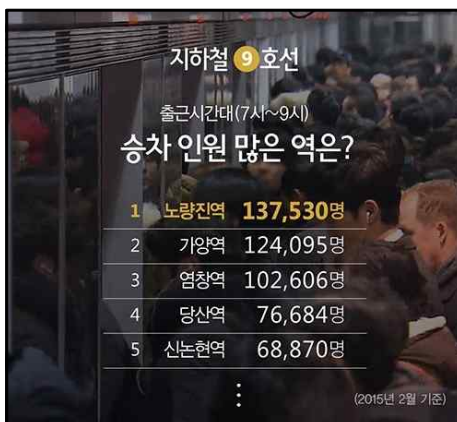 지하철 9 호선
출근시간대(7시~9시)
승차 인원 많은 역은?
1 노량진역 137,530명
2 가양역 124,095명
3 염창역 102,606명
4 당산역 76,684명
5 신논현역 68,870명
⋮
(2015년 2월 기준)